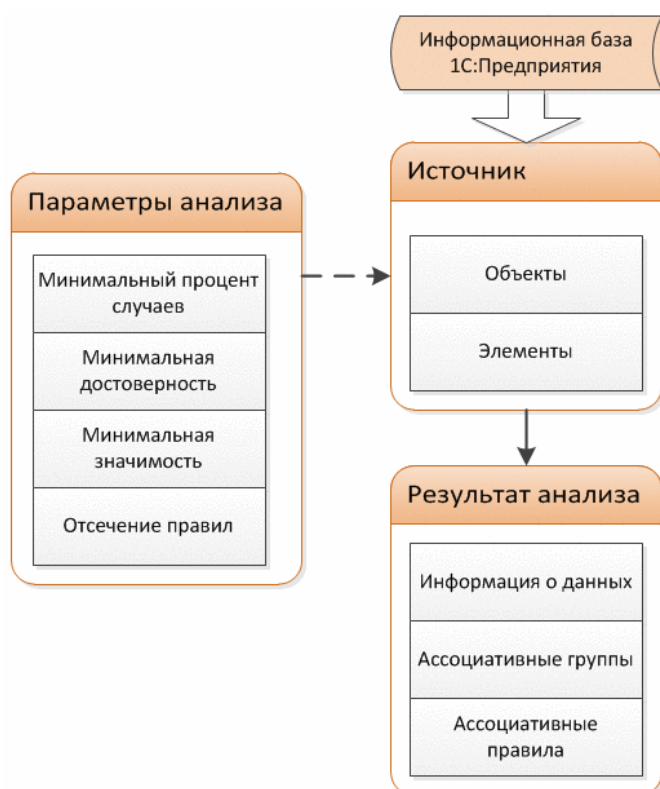 Информационная база
1С:Предприятия
Источник
Объекты
Элементы
Параметры анализа
Минимальный процент
случаев
Минимальная
достоверность
Минимальная
значимость
Отсечение правил
Результат анализа
Информация о данных
Ассоциативные группы
Ассоциативные
правила